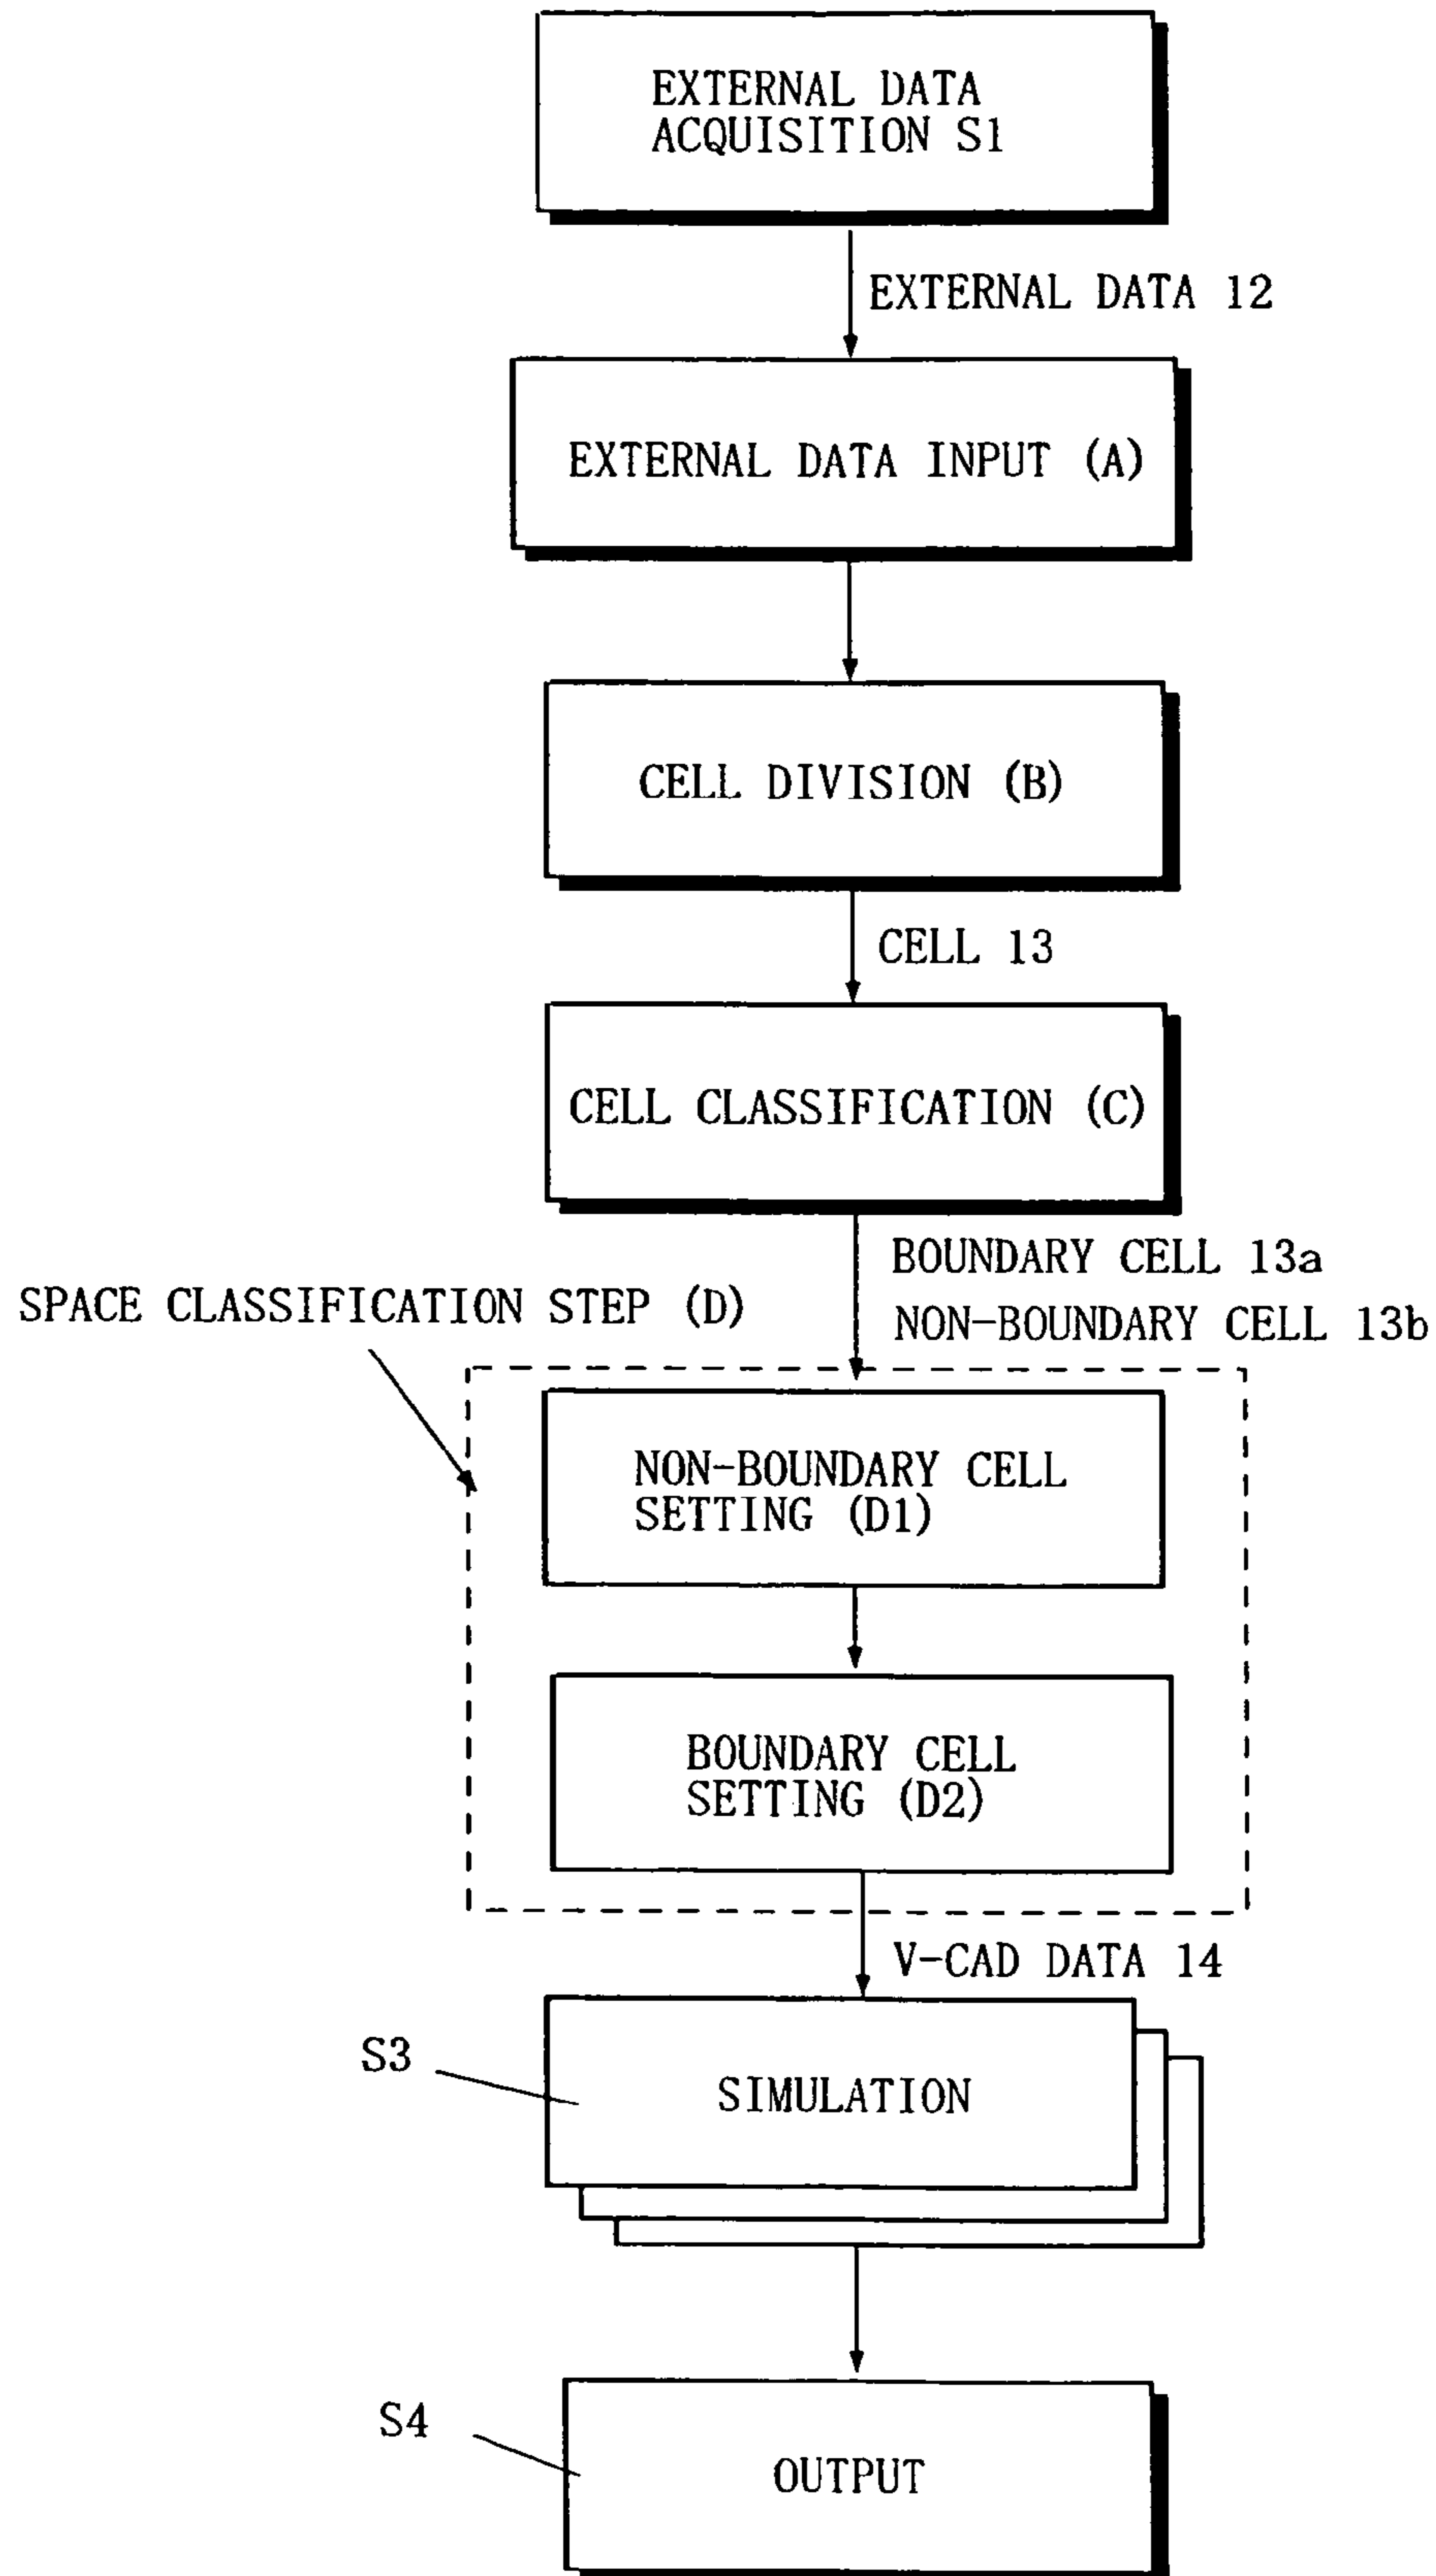 EXTERNAL DATA
ACQUISITION S1
EXTERNAL DATA 12
EXTERNAL DATA INPUT (A)
CELL DIVISION (B)
CELL 13
CELL CLASSIFICATION (C)
BOUNDARY CELL 13a
NON-BOUNDARY CELL 13b
SPACE CLASSIFICATION STEP (D)
NON-BOUNDARY CELL
SETTING (D1)
BOUNDARY CELL
SETTING (D2)
V-CAD DATA 14
S3
SIMULATION
S4
OUTPUT